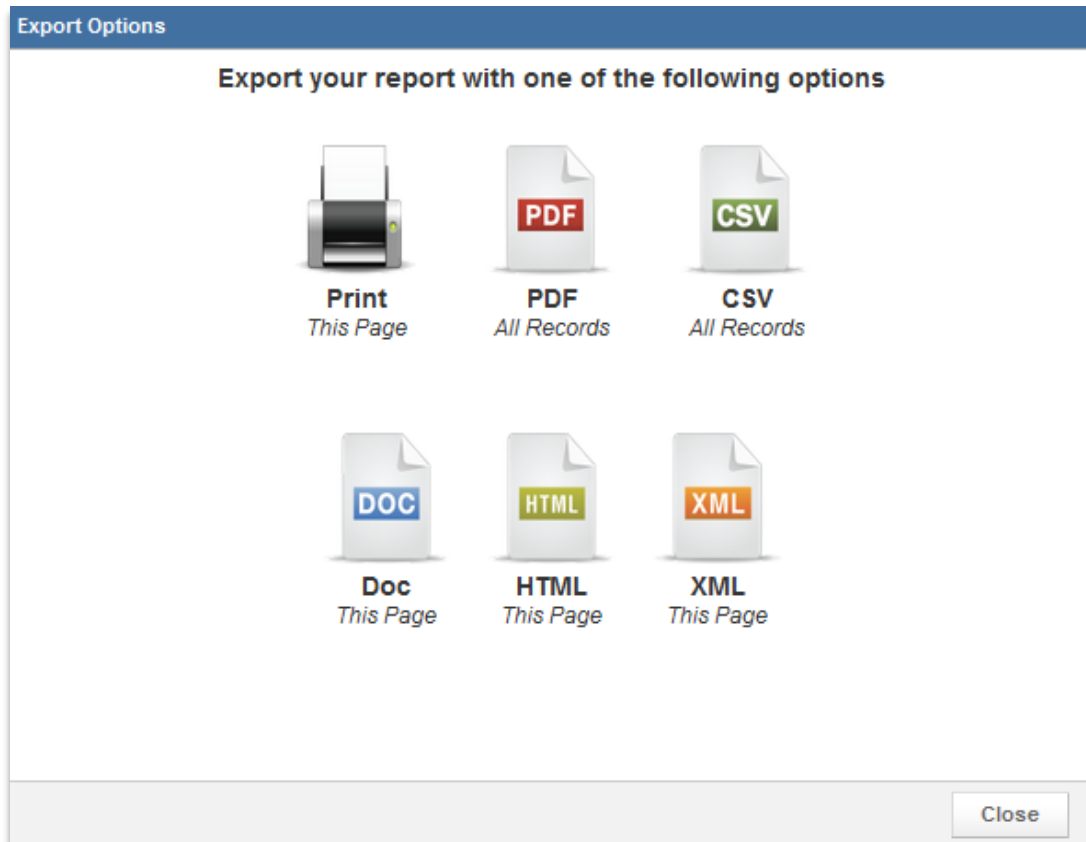 Export Options
Export your report with one of the following options
PDF
CSV
Print
PDF
CSV
This Page
All Records
All Records
DOC
HTML
XML
Doc
HTML
XML
This Page
This Page
This Page
Close